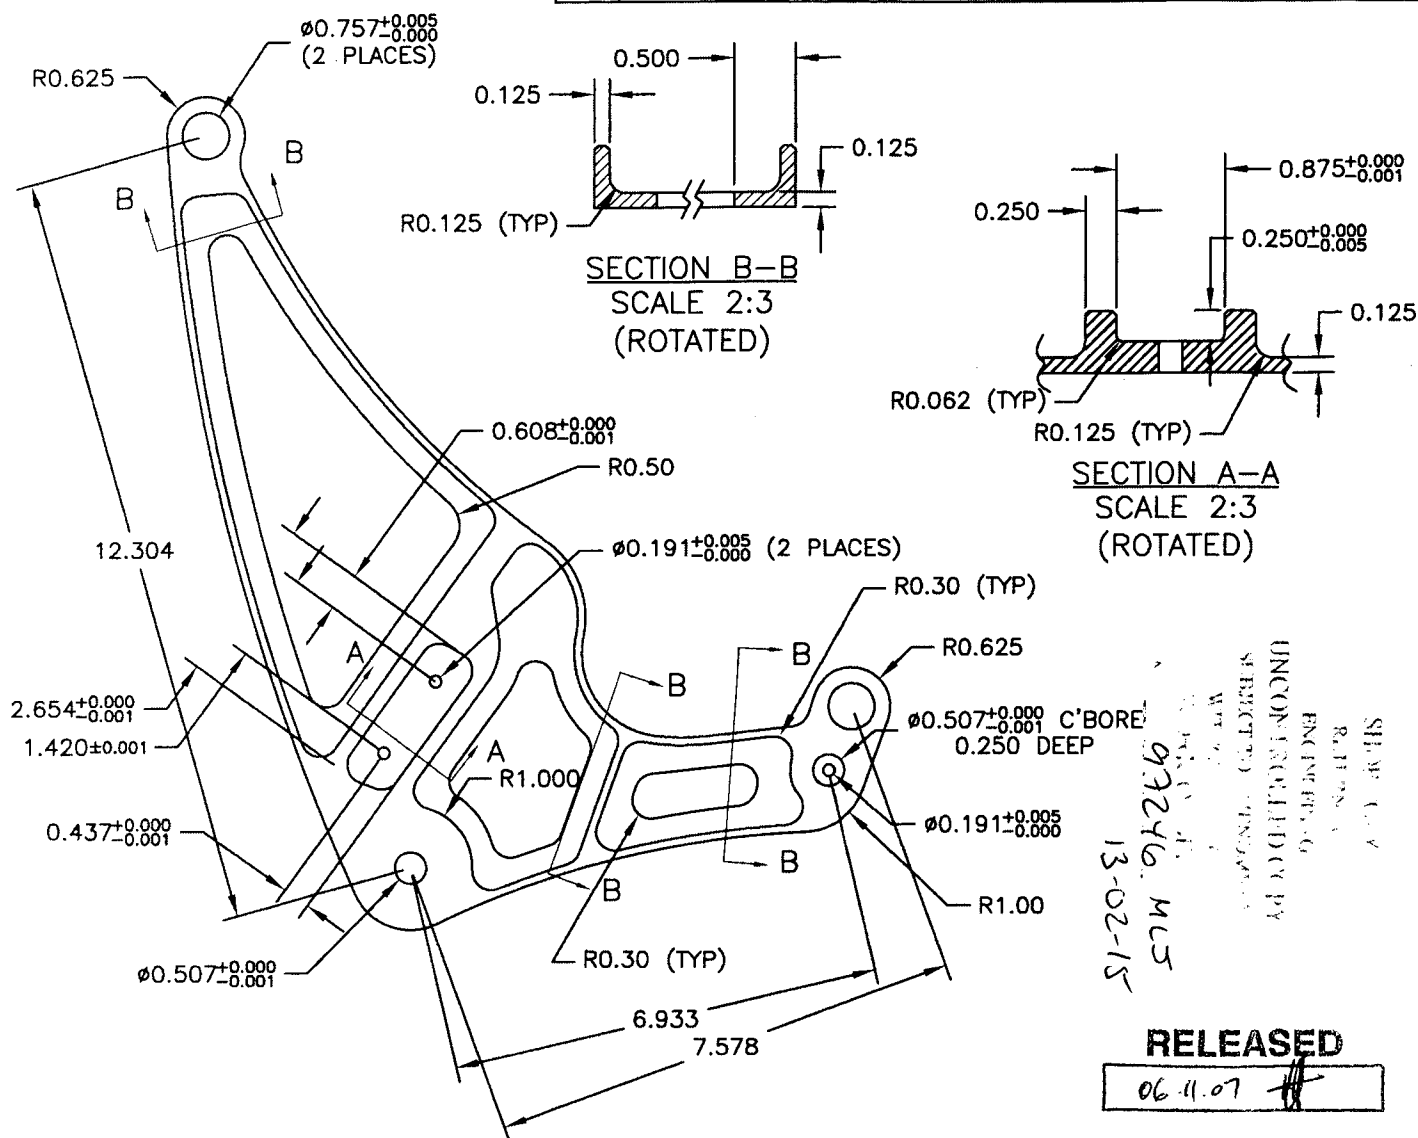 ø0.757+0.005 -0.000
(2 PLACES)
R0.625
B
B
0.500
0.125
0.125
R0.125 (TYP)
SECTION B-B
SCALE 2:3
(ROTATED)
0.875+0.000 -0.001
0.250
0.250+0.000 -0.005
0.125
R0.062 (TYP)
R0.125 (TYP)
SECTION A-A
SCALE 2:3
(ROTATED)
0.608+0.000 -0.001
R0.50
12.304
ø0.191+0.005 -0.000 (2 PLACES)
R0.30 (TYP)
R0.625
A
B
B
2.654+0.000 -0.001
1.420±0.001
ø0.507+0.000 -0.001 C'BORE
0.250 DEEP
A
R1.000
0.437+0.000 -0.001
ø0.191+0.005 -0.000
B
B
R1.00
R0.30 (TYP)
ø0.507+0.000 -0.001
6.933
7.578
SHOP COPY
RETURN
ENGINEERING
UNCONTROLLED COPY
97246 MLJ
13-02-15
RELEASED
06.11.07